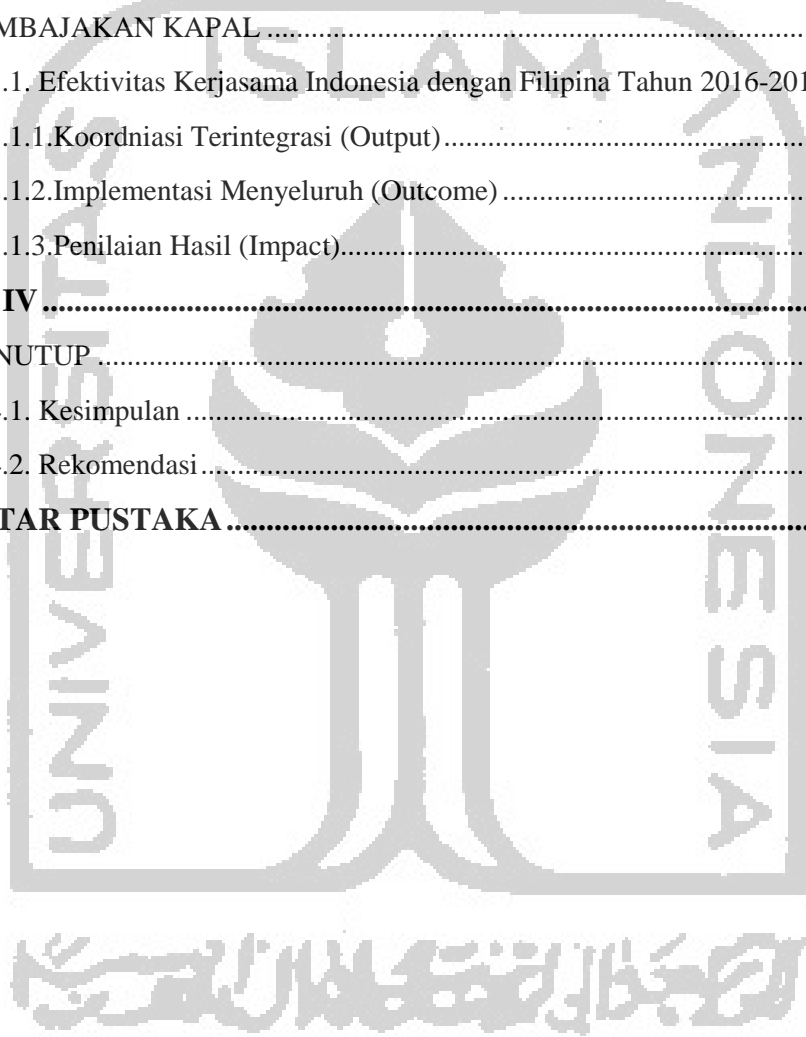 MBAJAKAN KAPAL ........................................................................
.1. Efektivitas Kerjasama Indonesia dengan Filipina Tahun 2016-201
.1.1.Koordniasi Terintegrasi (Output) ................................................
.1.2.Implementasi Menyeluruh (Outcome) ........................................
.1.3.Penilaian Hasil (Impact)..............................................................
IV .....................................................................................................
NUTUP ..............................................................................................
.1. Kesimpulan ..................................................................................
.2. Rekomendasi ................................................................................
TAR PUSTAKA .............................................................................
UNIVERSITAS
ISLAM
INDONESIA